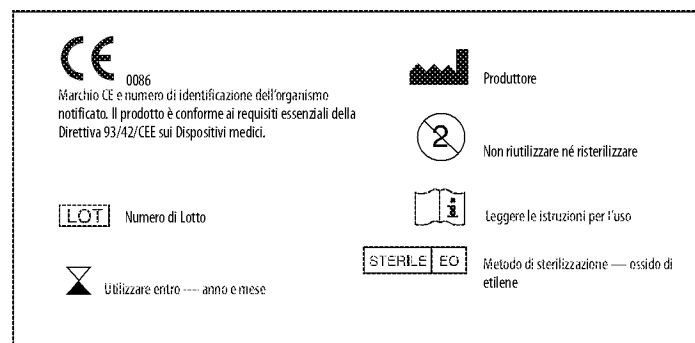 CE 0086
Marchio CE e numero di identificazione dell'organismo
notificato. Il prodotto è conforme ai requisiti essenziali della
Direttiva 93/42/CEE sui Dispositivi medici.
LOT Numero di Lotto
Utilizzare entro — anno e mese
Produttore
2 Non riutilizzare né risterilizzare
Leggere le istruzioni per l'uso
STERILE EO Metodo di sterilizzazione — ossido di
etilene